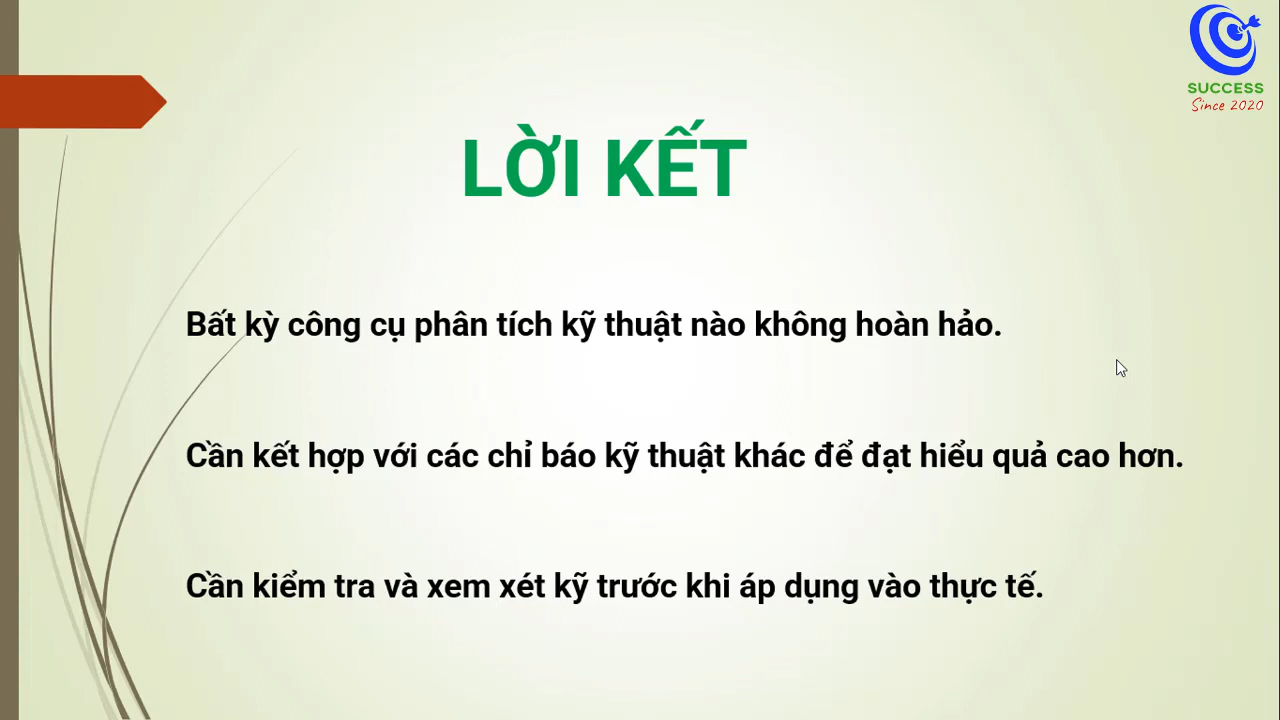 SUCCESS
Since 2020
LỜI KẾT
Bất kỳ công cụ phân tích kỹ thuật nào không hoàn hảo.
Cần kết hợp với các chỉ báo kỹ thuật khác để đạt hiểu quả cao hơn.
Cần kiểm tra và xem xét kỹ trước khi áp dụng vào thực tế.